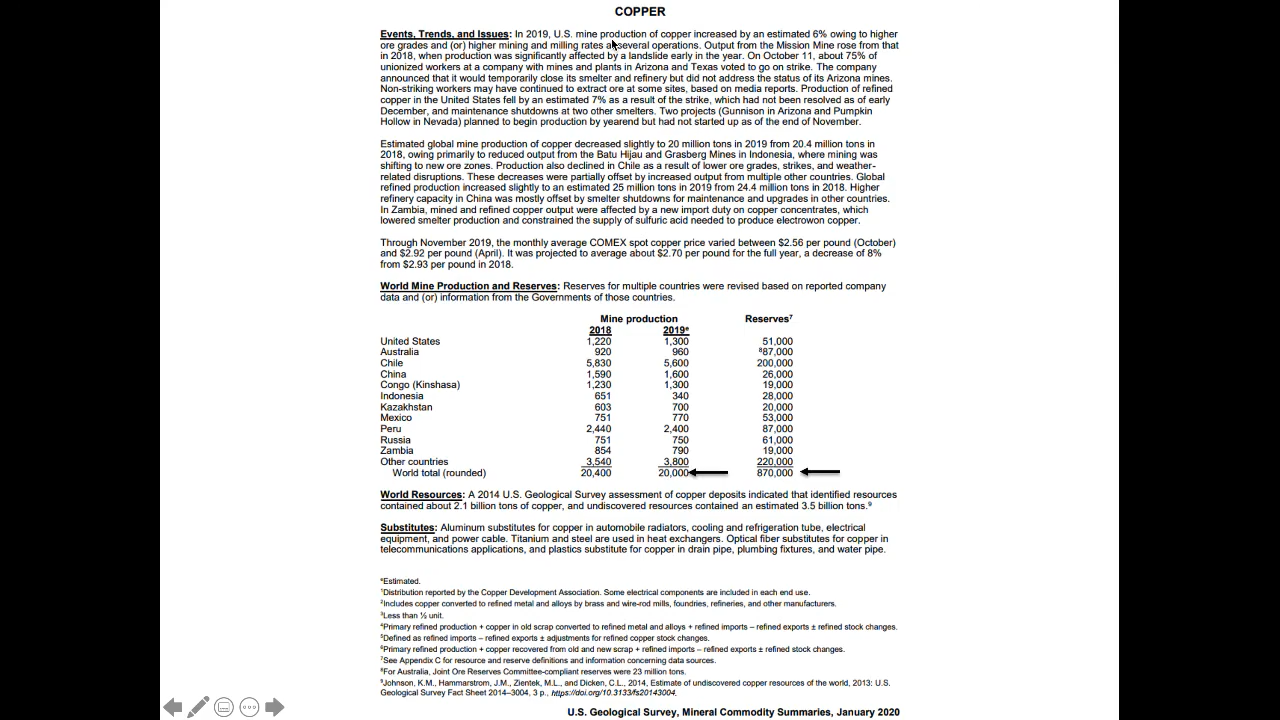 COPPER
Events, Trends, and Issues: In 2019, U.S. mine production of copper increased by an estimated 6% owing to higher
ore grades and (or) higher mining and milling rates at several operations. Output from the Mission Mine rose from that
in 2018, when production was significantly affected by a landslide early in the year. On October 11, about 75% of
unionized workers at a company with mines and plants in Arizona and Texas voted to go on strike. The company
announced that it would temporarily close its smelter and refinery but did not address the status of its Arizona mines.
Non-striking workers may have continued to extract ore at some sites, based on media reports. Production of refined
copper in the United States fell by an estimated 7% as a result of the strike, which had not been resolved as of early
December, and maintenance shutdowns at two other smelters. Two projects (Gunnison in Arizona and Pumpkin
Hollow in Nevada) planned to begin production by yearend but had not started up as of the end of November.
Estimated global mine production of copper decreased slightly to 20 million tons in 2019 from 20.4 million tons in
2018, owing primarily to reduced output from the Batu Hijau and Grasberg Mines in Indonesia, where mining was
shifting to new ore zones. Production also declined in Chile as a result of lower ore grades, strikes, and weather-
related disruptions. These decreases were partially offset by increased output from multiple other countries. Global
refined production increased slightly to an estimated 25 million tons in 2019 from 24.4 million tons in 2018. Higher
refinery capacity in China was mostly offset by smelter shutdowns for maintenance and upgrades in other countries.
In Zambia, mined and refined copper output were affected by a new import duty on copper concentrates, which
lowered smelter production and constrained the supply of sulfuric acid needed to produce electrowon copper.
Through November 2019, the monthly average COMEX spot copper price varied between $2.56 per pound (October)
and $2.92 per pound (April). It was projected to average about $2.70 per pound for the full year, a decrease of 8%
from $2.93 per pound in 2018.
World Mine Production and Reserves: Reserves for multiple countries were revised based on reported company
data and (or) information from the Governments of those countries.
Mine production Reserves⁷
2018 2019ᵉ
United States 1,220 1,300 51,000
Australia 920 960 ⁸87,000
Chile 5,830 5,600 200,000
China 1,590 1,600 26,000
Congo (Kinshasa) 1,230 1,300 19,000
Indonesia 651 340 28,000
Kazakhstan 603 700 20,000
Mexico 751 770 53,000
Peru 2,440 2,400 87,000
Russia 751 750 61,000
Zambia 854 790 19,000
Other countries 3,540 3,800 220,000
World total (rounded) 20,400 20,000 870,000
World Resources: A 2014 U.S. Geological Survey assessment of copper deposits indicated that identified resources
contained about 2.1 billion tons of copper, and undiscovered resources contained an estimated 3.5 billion tons.⁹
Substitutes: Aluminum substitutes for copper in automobile radiators, cooling and refrigeration tube, electrical
equipment, and power cable. Titanium and steel are used in heat exchangers. Optical fiber substitutes for copper in
telecommunications applications, and plastics substitute for copper in drain pipe, plumbing fixtures, and water pipe.
ᵉEstimated.
¹Distribution reported by the Copper Development Association. Some electrical components are included in each end use.
²Includes copper converted to refined metal and alloys by brass and wire-rod mills, foundries, refineries, and other manufacturers.
³Less than ½ unit.
⁴Primary refined production + copper in old scrap converted to refined metal and alloys + refined imports – refined exports ± refined stock changes.
⁵Defined as refined imports – refined exports ± adjustments for refined copper stock changes.
⁶Primary refined production + copper recovered from old and new scrap + refined imports – refined exports ± refined stock changes.
⁷See Appendix C for resource and reserve definitions and information concerning data sources.
⁸For Australia, Joint Ore Reserves Committee-compliant reserves were 23 million tons.
⁹Johnson, K.M., Hammarstrom, J.M., Zientek, M.L., and Dicken, C.L., 2014, Estimate of undiscovered copper resources of the world, 2013: U.S.
Geological Survey Fact Sheet 2014–3004, 3 p., https://doi.org/10.3133/fs20143004.
U.S. Geological Survey, Mineral Commodity Summaries, January 2020